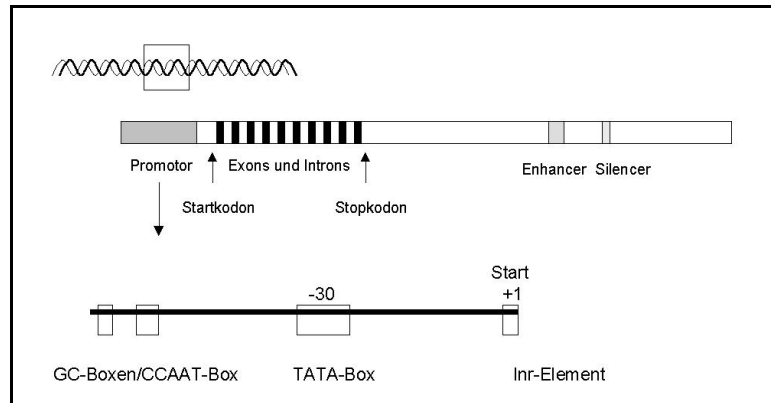 Promotor
Exons und Introns
Enhancer
Silencer
Startkodon
Stopkodon
-30
Start
+1
GC-Boxen/CCAAT-Box
TATA-Box
Inr-Element